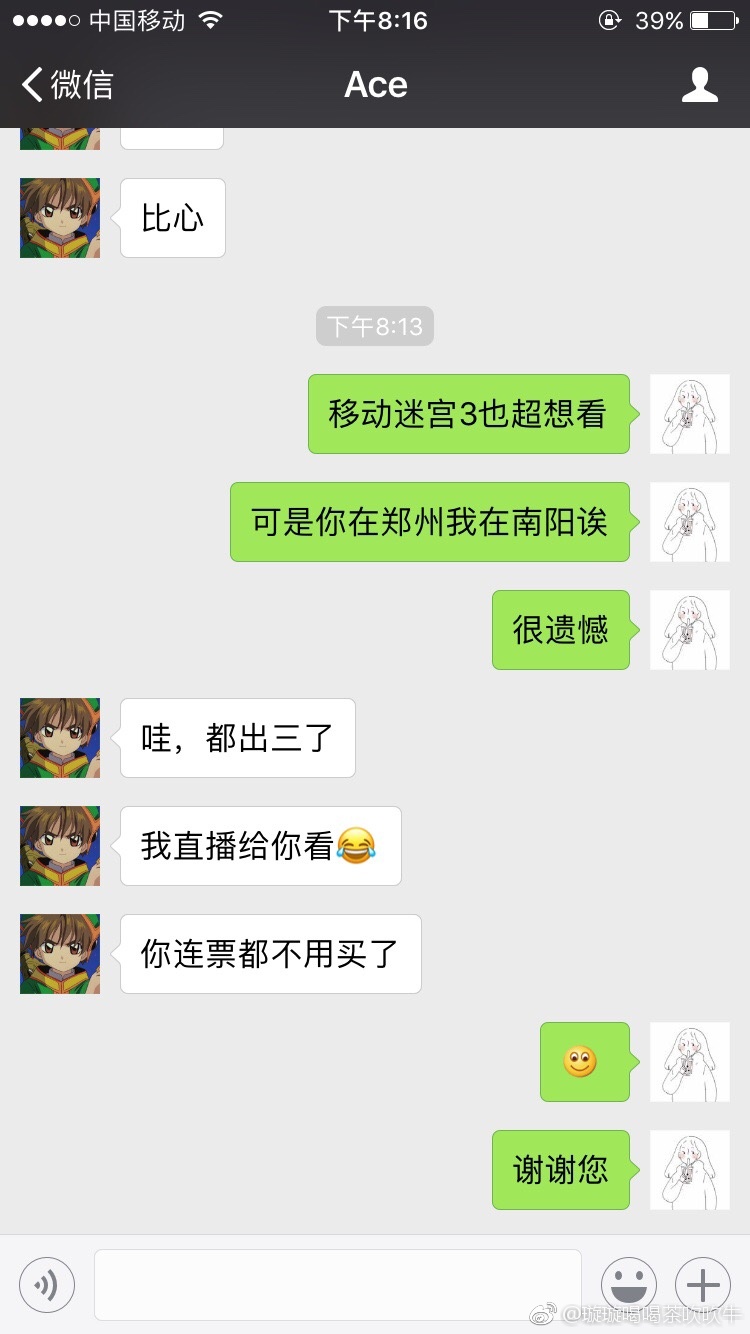 中国移动 下午8:16 39%
微信 Ace
比心
下午8:13
移动迷宫3也超想看
可是你在郑州我在南阳诶
很遗憾
哇，都出三了
我直播给你看😂
你连票都不用买了
谢谢您
@璇璇喝喝茶吹吹牛